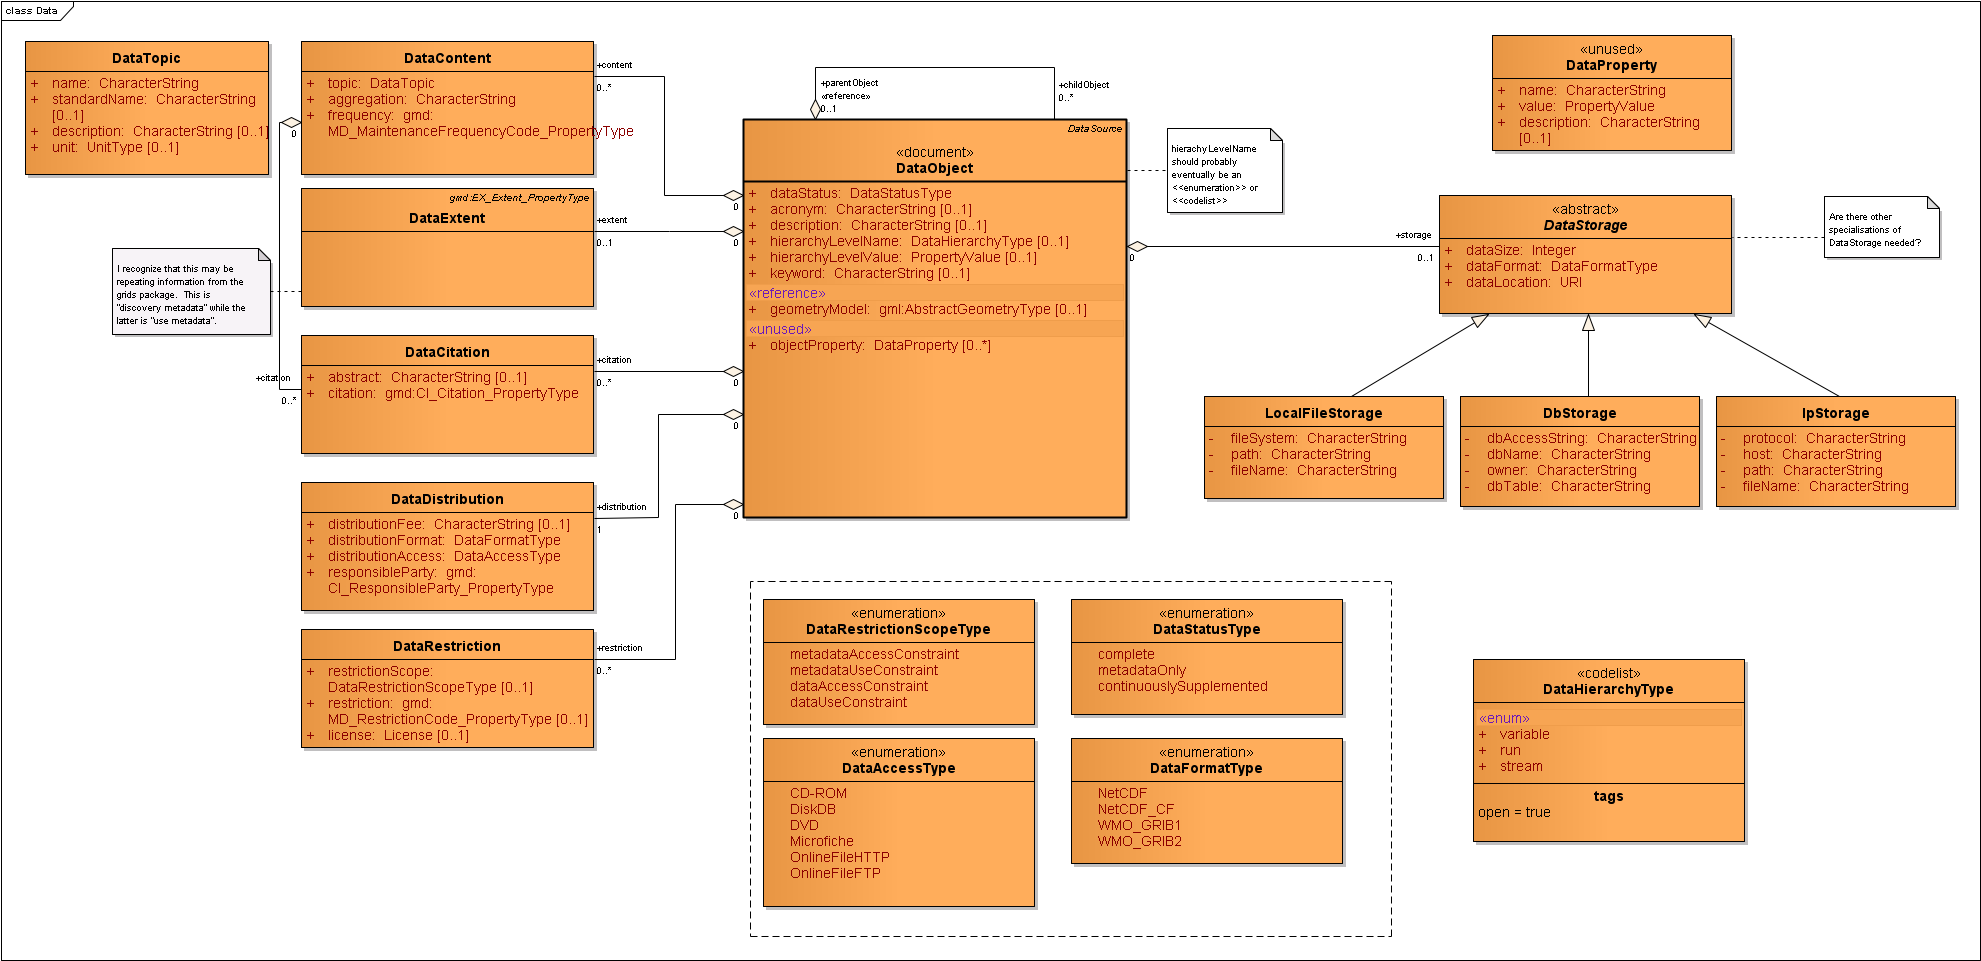 class Data
DataTopic
+ name: CharacterString
+ standardName: CharacterString
[0..1]
+ description: CharacterString [0..1]
+ unit: UnitType [0..1]
DataContent
+ topic: DataTopic
+ aggregation: CharacterString
+ frequency: gmd:
MD_MaintenanceFrequencyCode_PropertyType
+content
0..*
0
gmd:EX_Extent_PropertyType
DataExtent
+extent
0..1
I recognize that this may be
repeating information from the
grids package. This is
"discovery metadata" while the
latter is "use metadata".
DataCitation
+ abstract: CharacterString [0..1]
+ citation: gmd:CI_Citation_PropertyType
+citation
0..*
+citation
0..*
DataDistribution
+ distributionFee: CharacterString [0..1]
+ distributionFormat: DataFormatType
+ distributionAccess: DataAccessType
+ responsibleParty: gmd:
CI_ResponsibleParty_PropertyType
+distribution
1
DataRestriction
+ restrictionScope:
DataRestrictionScopeType [0..1]
+ restriction: gmd:
MD_RestrictionCode_PropertyType [0..1]
+ license: License [0..1]
+restriction
0..*
+parentObject
«reference»
0..1
+childObject
0..*
DataSource
«document»
DataObject
+ dataStatus: DataStatusType
+ acronym: CharacterString [0..1]
+ description: CharacterString [0..1]
+ hierarchyLevelName: DataHierarchyType [0..1]
+ hierarchyLevelValue: PropertyValue [0..1]
+ keyword: CharacterString [0..1]
«reference»
+ geometryModel: gml:AbstractGeometryType [0..1]
«unused»
+ objectProperty: DataProperty [0..*]
0
0
0
0
0
0
hierachyLevelName
should probably
eventually be an
<<enumeration>> or
<<codelist>>
«unused»
DataProperty
+ name: CharacterString
+ value: PropertyValue
+ description: CharacterString
[0..1]
+storage
0..1
«abstract»
DataStorage
+ dataSize: Integer
+ dataFormat: DataFormatType
+ dataLocation: URI
Are there other
specialisations of
DataStorage needed?
LocalFileStorage
- fileSystem: CharacterString
- path: CharacterString
- fileName: CharacterString
DbStorage
- dbAccessString: CharacterString
- dbName: CharacterString
- owner: CharacterString
- dbTable: CharacterString
IpStorage
- protocol: CharacterString
- host: CharacterString
- path: CharacterString
- fileName: CharacterString
«enumeration»
DataRestrictionScopeType
metadataAccessConstraint
metadataUseConstraint
dataAccessConstraint
dataUseConstraint
«enumeration»
DataStatusType
complete
metadataOnly
continuouslySupplemented
«enumeration»
DataAccessType
CD-ROM
DiskDB
DVD
Microfiche
OnlineFileHTTP
OnlineFileFTP
«enumeration»
DataFormatType
NetCDF
NetCDF_CF
WMO_GRIB1
WMO_GRIB2
«codelist»
DataHierarchyType
«enum»
+ variable
+ run
+ stream
tags
open = true